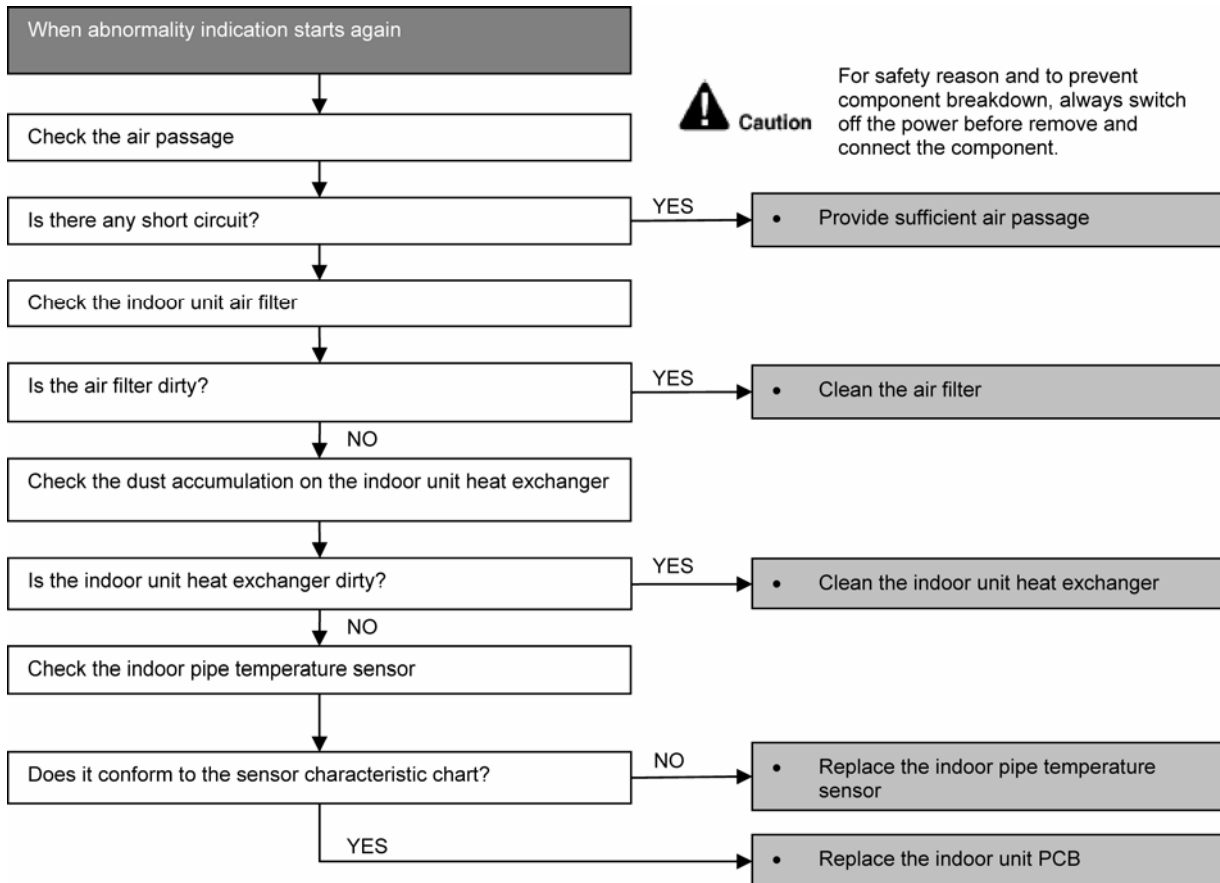 When abnormality indication starts again
Caution
For safety reason and to prevent
component breakdown, always switch
off the power before remove and
connect the component.
Check the air passage
Is there any short circuit?
YES
• Provide sufficient air passage
Check the indoor unit air filter
Is the air filter dirty?
YES
• Clean the air filter
NO
Check the dust accumulation on the indoor unit heat exchanger
Is the indoor unit heat exchanger dirty?
YES
• Clean the indoor unit heat exchanger
NO
Check the indoor pipe temperature sensor
Does it conform to the sensor characteristic chart?
NO
• Replace the indoor pipe temperature
sensor
YES
• Replace the indoor unit PCB